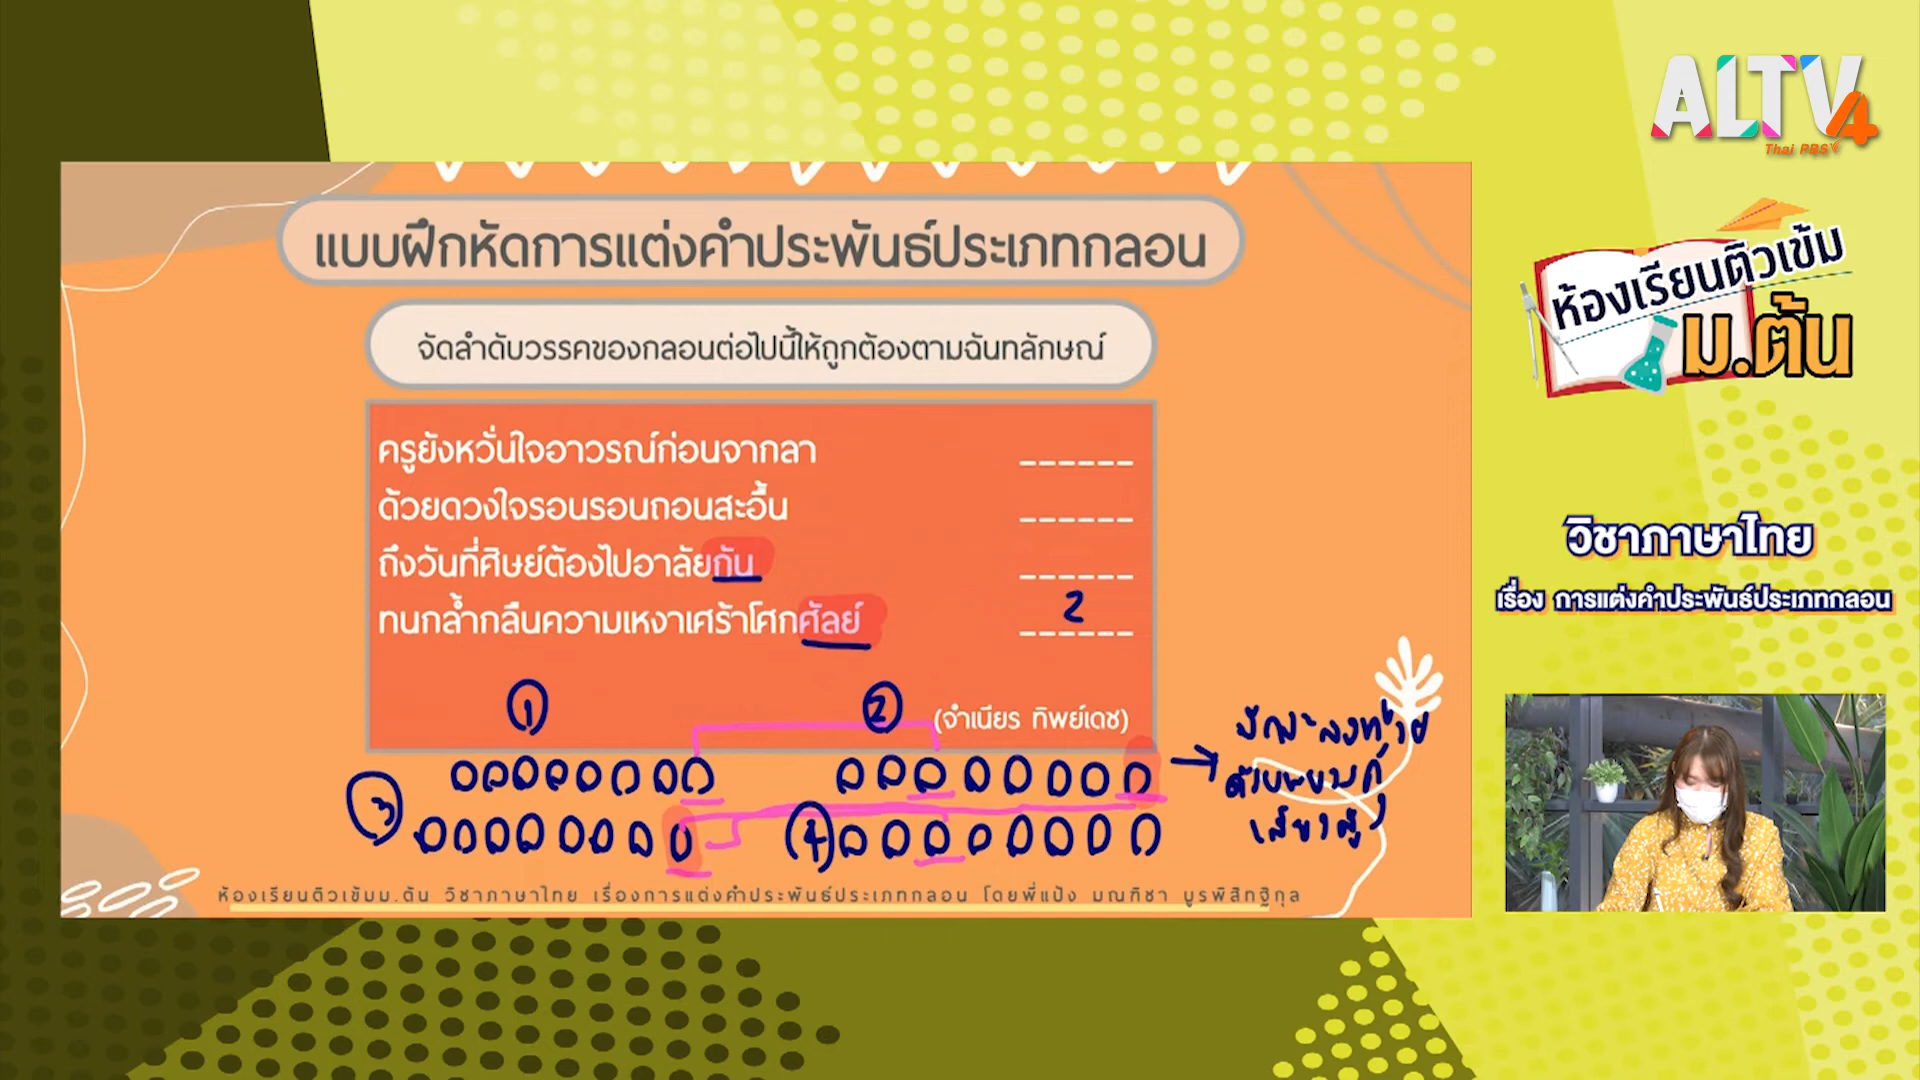 ALTV4
Thai PBS
ห้องเรียนติวเข้ม
ม.ต้น
แบบฝึกหัดการแต่งคำประพันธ์ประเภทกลอน
จัดลำดับวรรคของกลอนต่อไปนี้ให้ถูกต้องตามฉันทลักษณ์
ครูยังหวั่นใจอาวรณ์ก่อนจากลา ______
ด้วยดวงใจรอนรอนถอนสะอื้น ______
ถึงวันที่ศิษย์ต้องไปอาลัยกัน ______
ทนกล้ำกลืนความเหงาเศร้าโศกศัลย์ 2
(จำเนียร ทิพย์เดช)
1 2
3 4
ห้องเรียนติวเข้มม.ต้น วิชาภาษาไทย เรื่องการแต่งคำประพันธ์ประเภทกลอน โดยพี่แป้ง มณฑิชา บูรพิสิทฐิกุล
วิชาภาษาไทย
เรื่อง การแต่งคำประพันธ์ประเภทกลอน